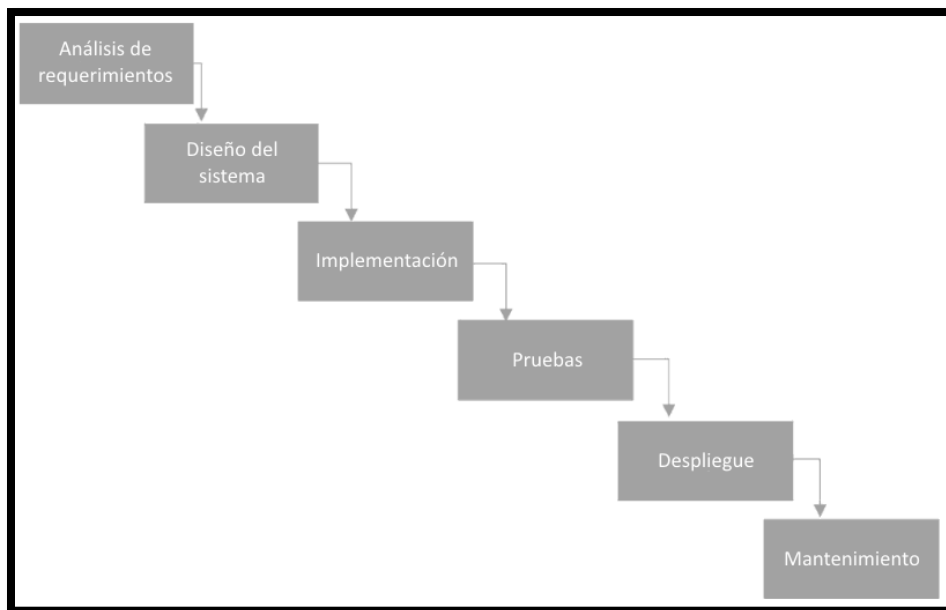 Análisis de
requerimientos
Diseño del
sistema
Implementación
Pruebas
Despliegue
Mantenimiento